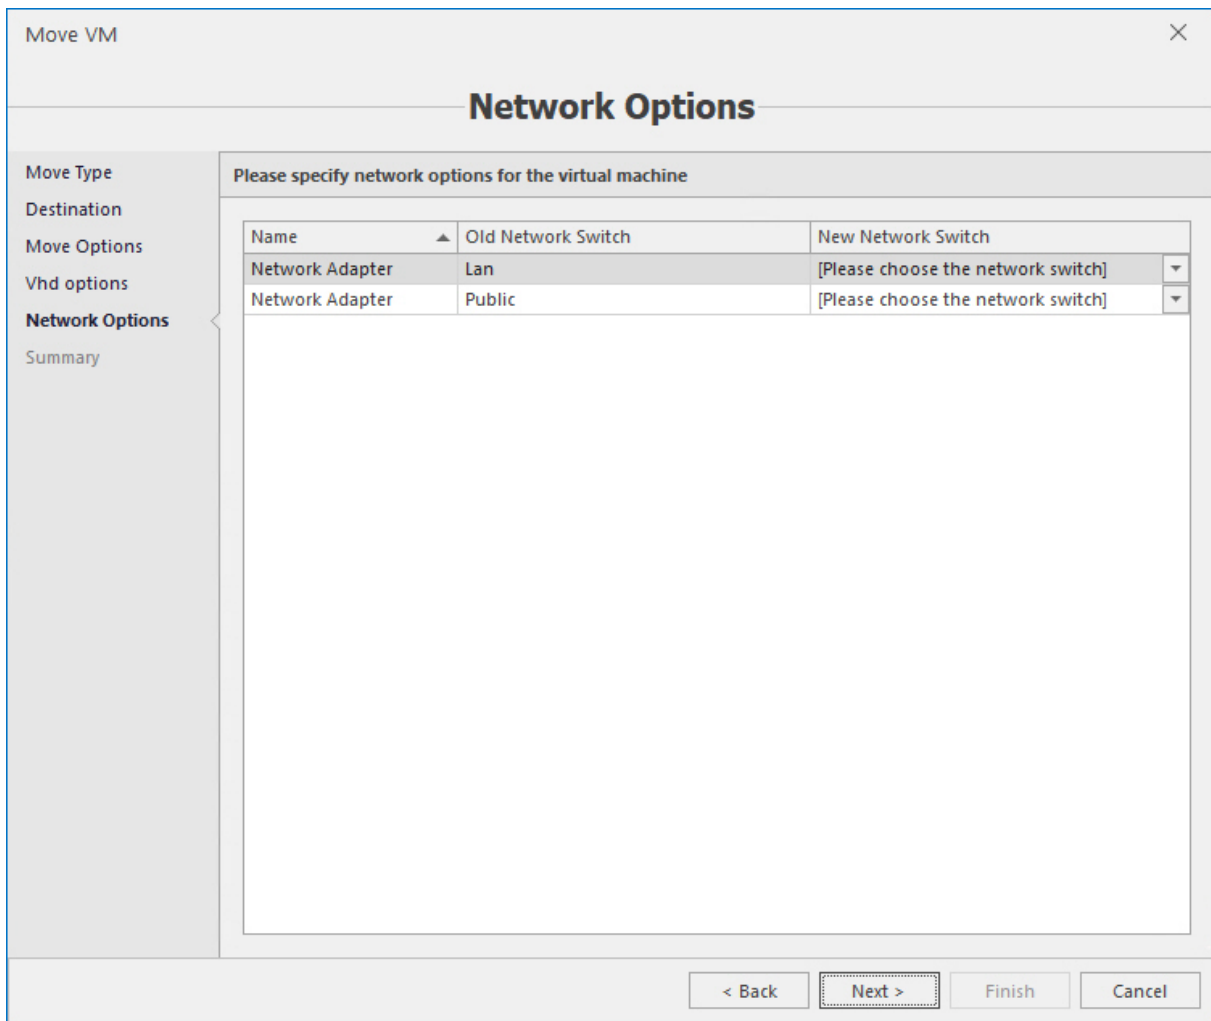 Move VM
Network Options
Move Type
Destination
Move Options
Vhd options
Network Options
Summary
Please specify network options for the virtual machine
Name Old Network Switch New Network Switch
Network Adapter Lan [Please choose the network switch]
Network Adapter Public [Please choose the network switch]
< Back Next > Finish Cancel